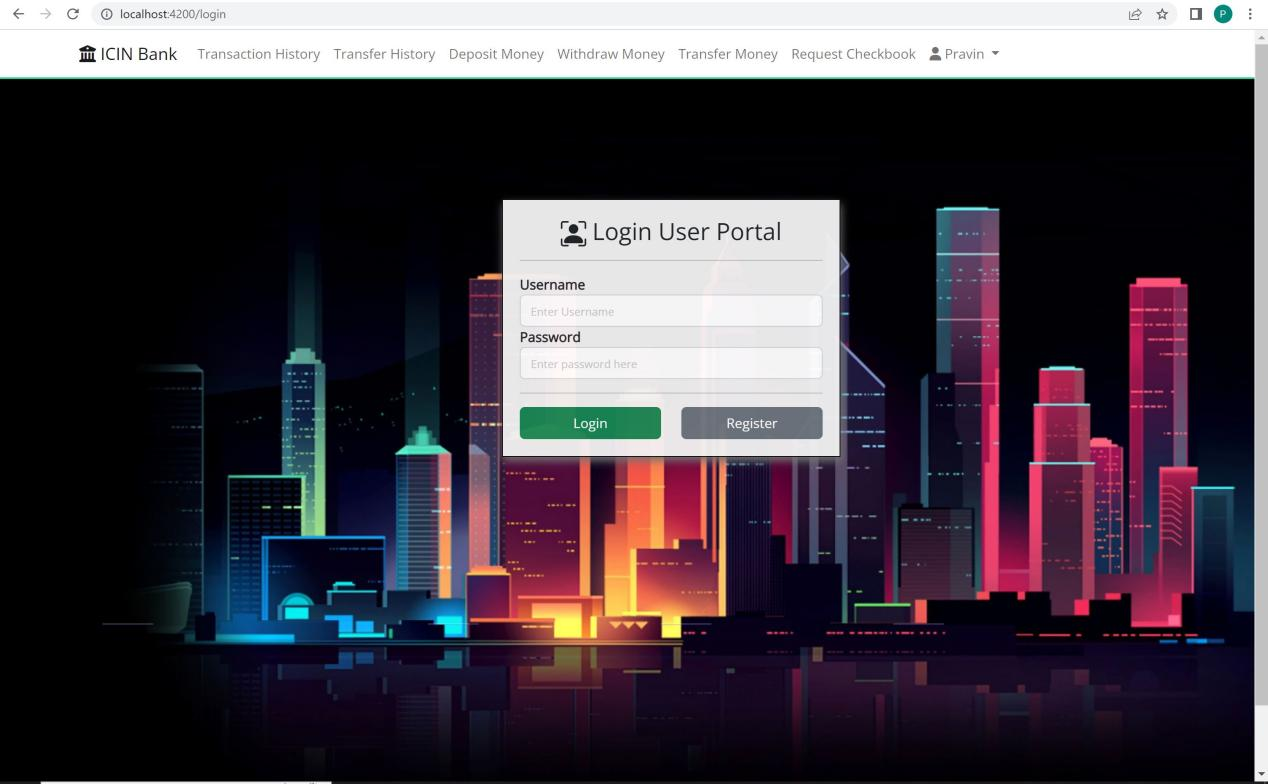 localhost:4200/login
P
ICIN Bank Transaction History Transfer History Deposit Money Withdraw Money Transfer Money Request Checkbook Pravin
Login User Portal
Username
Enter Username
Password
Enter password here
Login Register